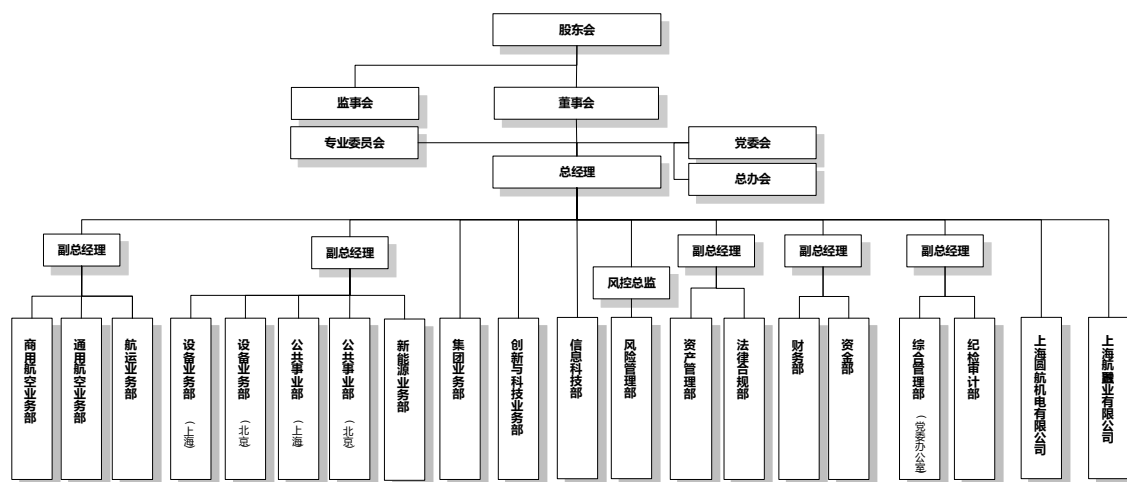 股东会
监事会
董事会
专业委员会
党委会
总经理
总办会
副总经理
副总经理
副总经理
副总经理
副总经理
风控总监
商用航空业务部
通用航空业务部
航运业务部
设备业务部（上海）
设备业务部（北京）
公共事业部（上海）
公共事业部（北京）
新能源业务部
集团业务部
创新与科技业务部
信息科技部
风险管理部
资产管理部
法律合规部
财务部
资金部
综合管理部（党委办公室）
纪检审计部
上海圆航机电有限公司
上海航融业有限公司